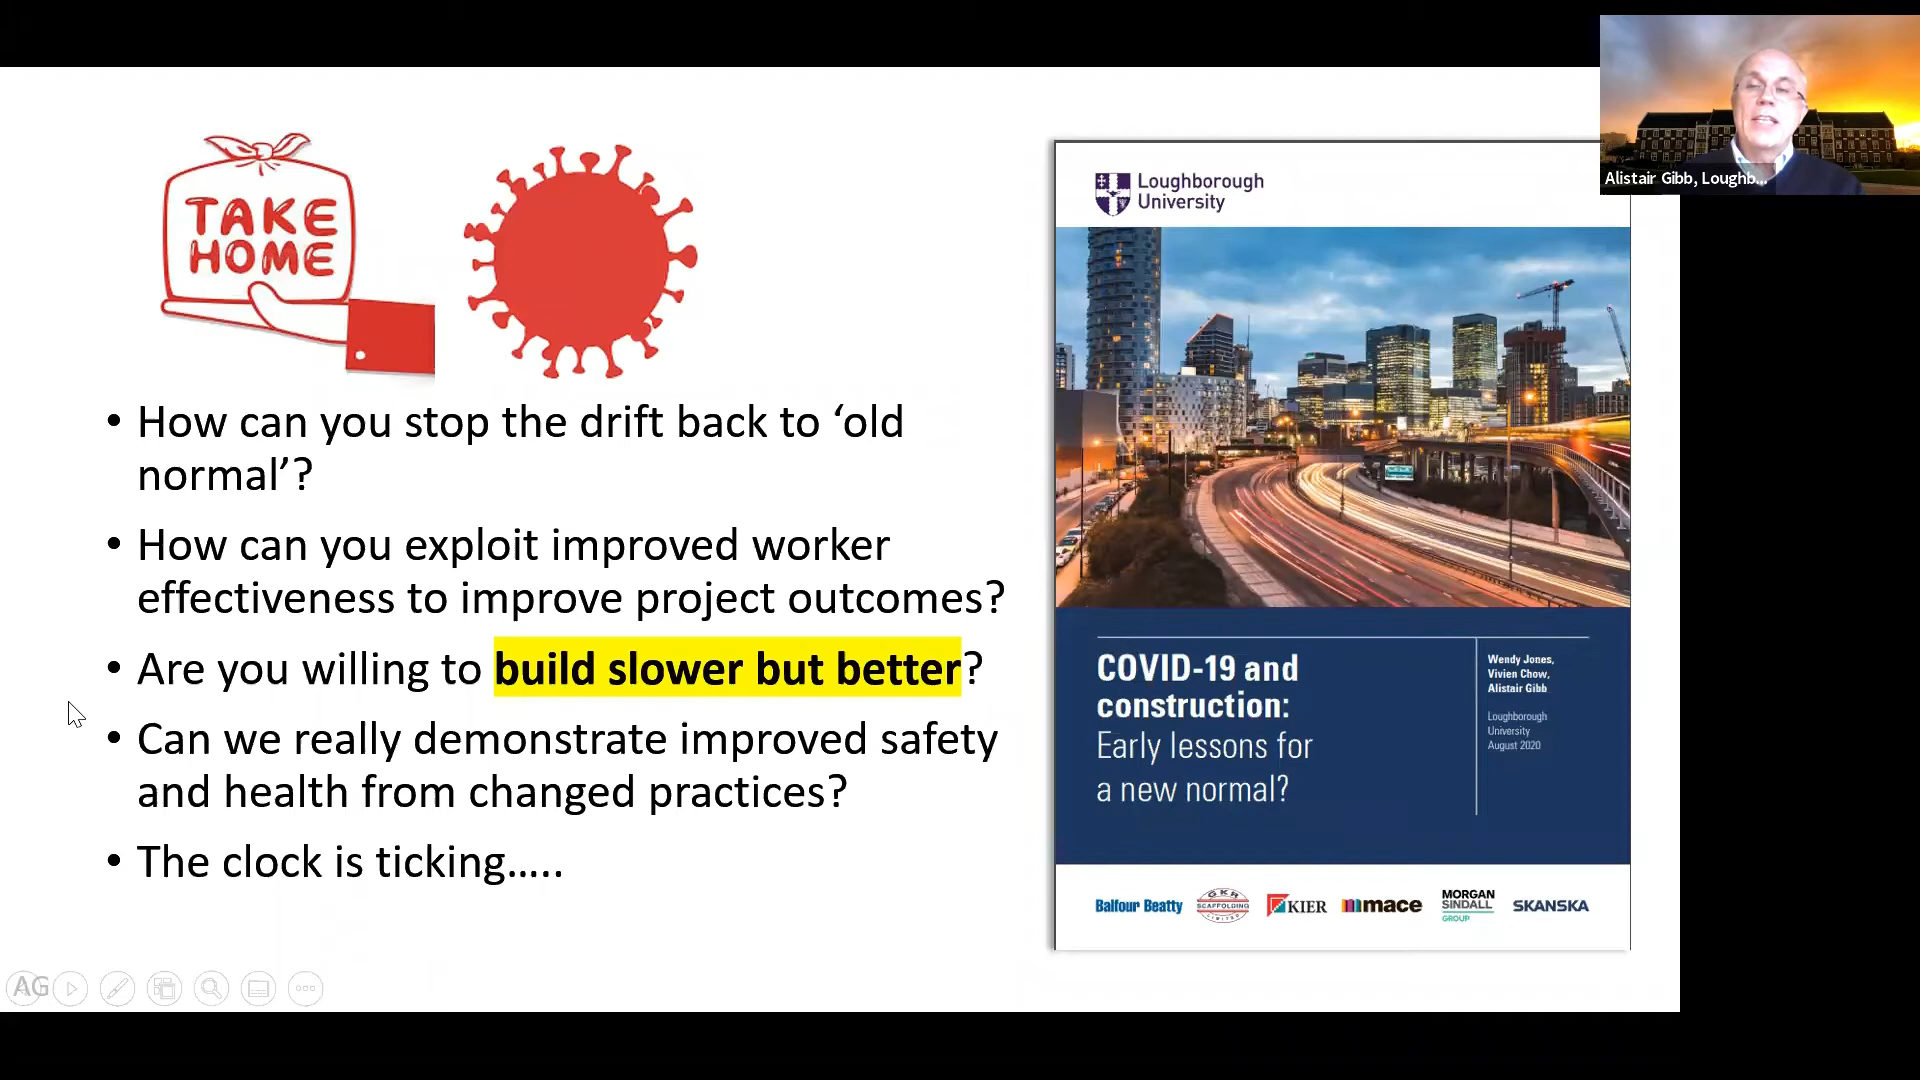 TAKE
HOME
• How can you stop the drift back to ‘old
normal’?
• How can you exploit improved worker
effectiveness to improve project outcomes?
• Are you willing to build slower but better?
• Can we really demonstrate improved safety
and health from changed practices?
• The clock is ticking…..
AG
Loughborough
University
COVID-19 and
construction:
Early lessons for
a new normal?
Wendy Jones,
Vivien Chow,
Alistair Gibb
Loughborough
University
August 2020
Balfour Beatty
GKR
SCAFFOLDING
LIMITED
KIER
mace
MORGAN
SINDALL
GROUP
SKANSKA
Alistair Gibb, Loughb...